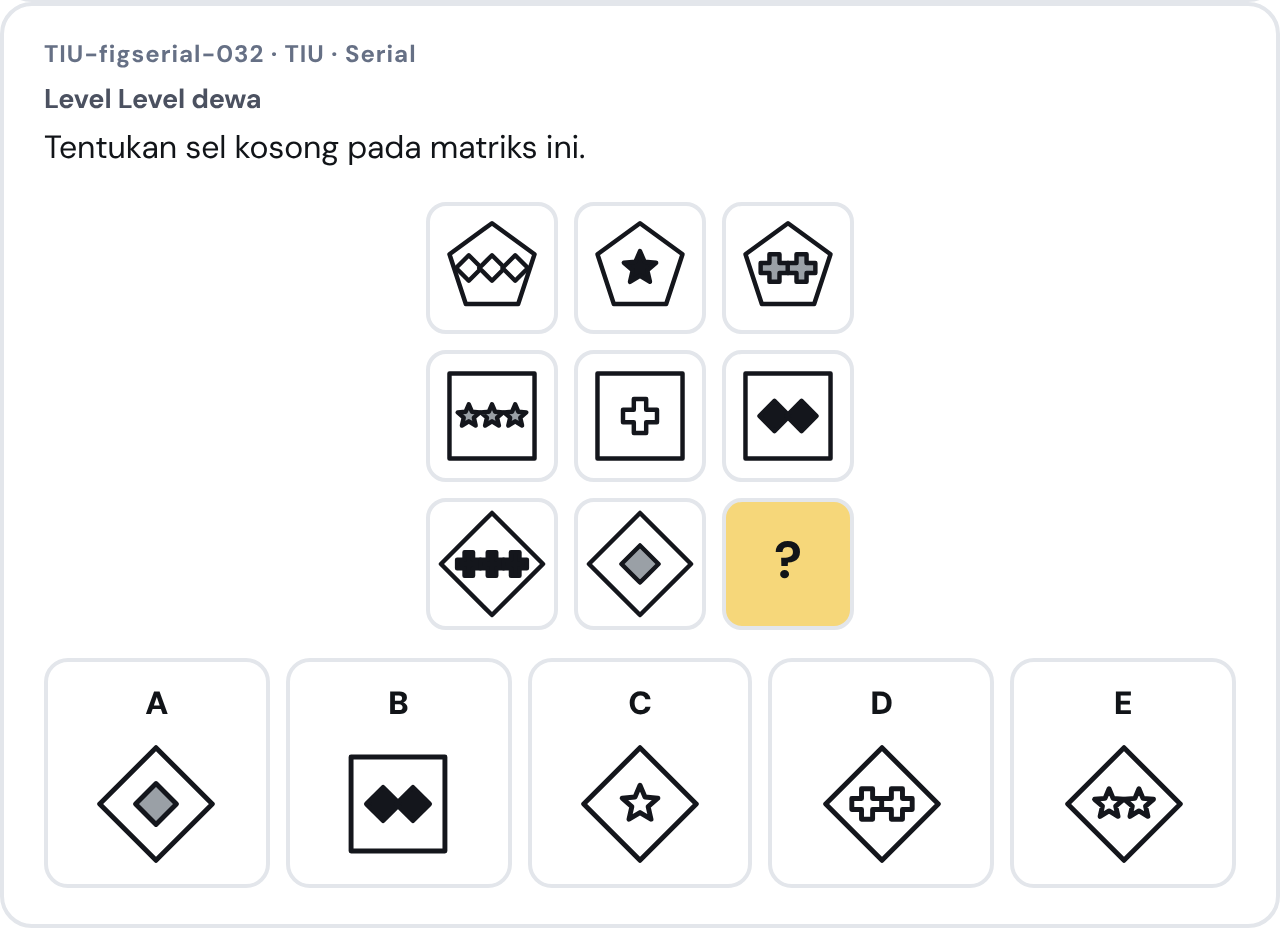 TIU-figserial-032 · TIU · Serial
Level Level dewa
Tentukan sel kosong pada matriks ini.
?
A B C D E